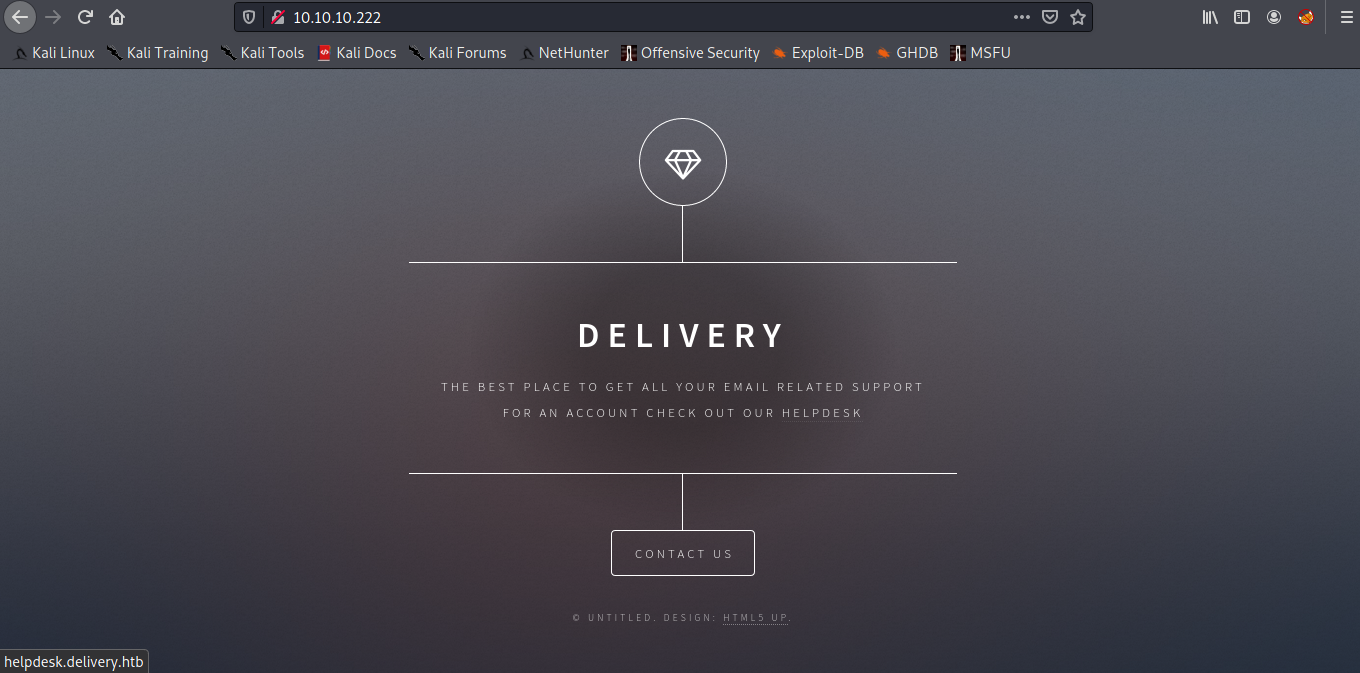 10.10.10.222
Kali Linux Kali Training Kali Tools Kali Docs Kali Forums NetHunter Offensive Security Exploit-DB GHDB MSFU
DELIVERY
THE BEST PLACE TO GET ALL YOUR EMAIL RELATED SUPPORT
FOR AN ACCOUNT CHECK OUT OUR HELPDESK
CONTACT US
© UNTITLED. DESIGN: HTML5 UP.
helpdesk.delivery.htb